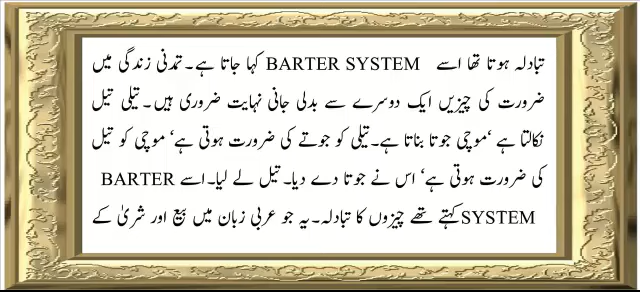 تبادلہ ہوتا تھا اسے BARTER SYSTEM کہا جاتا ہے۔تمدنی زندگی میں
ضرورت کی چیزیں ایک دوسرے سے بدلی جانی نہایت ضروری ہیں۔تیلی تیل
نکالتا ہے ‘موچی جوتا بناتا ہے۔تیلی کو جوتے کی ضرورت ہوتی ہے‘ موچی کو تیل
کی ضرورت ہوتی ہے‘ اس نے جوتا دے دیا۔تیل لے لیا۔اسے BARTER
SYSTEM کہتے تھے چیزوں کا تبادلہ۔یہ جو عربی زبان میں بیع اور شریٰ کے